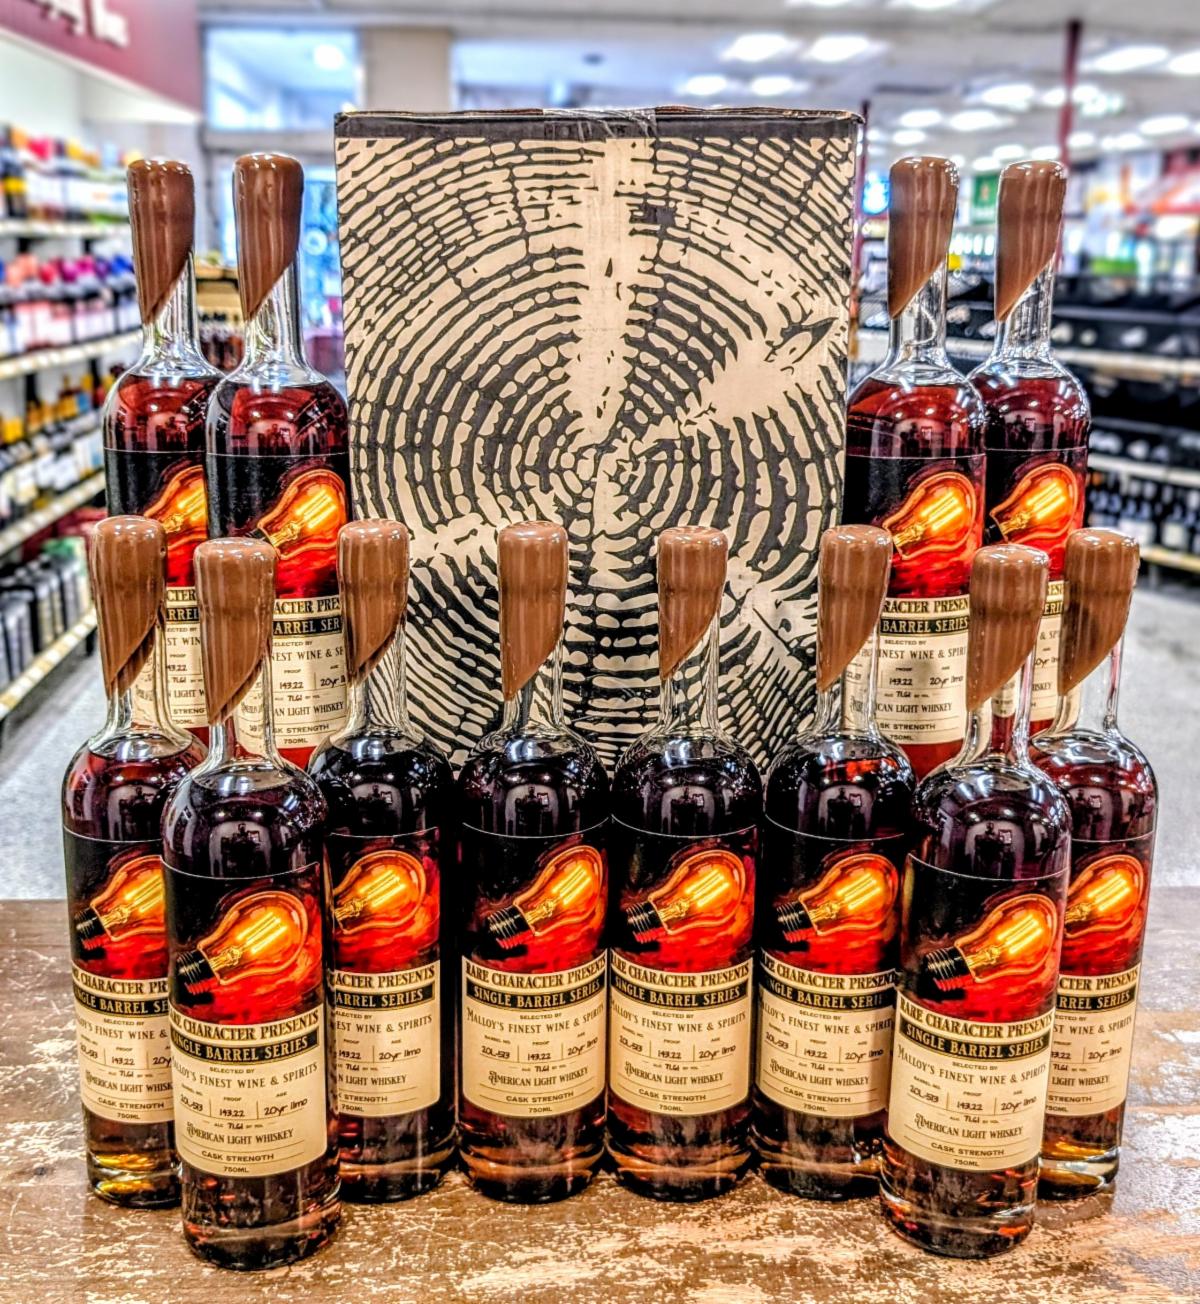 RARE CHARACTER PRESENTS
SINGLE BARREL SERIES
SELECTED BY
MALLOY'S FINEST WINE & SPIRITS
BARREL NO. PROOF AGE
20L-513 143.22 20yr 11mo
ALC 71.61 BY VOL
AMERICAN LIGHT WHISKEY
CASK STRENGTH
750ML